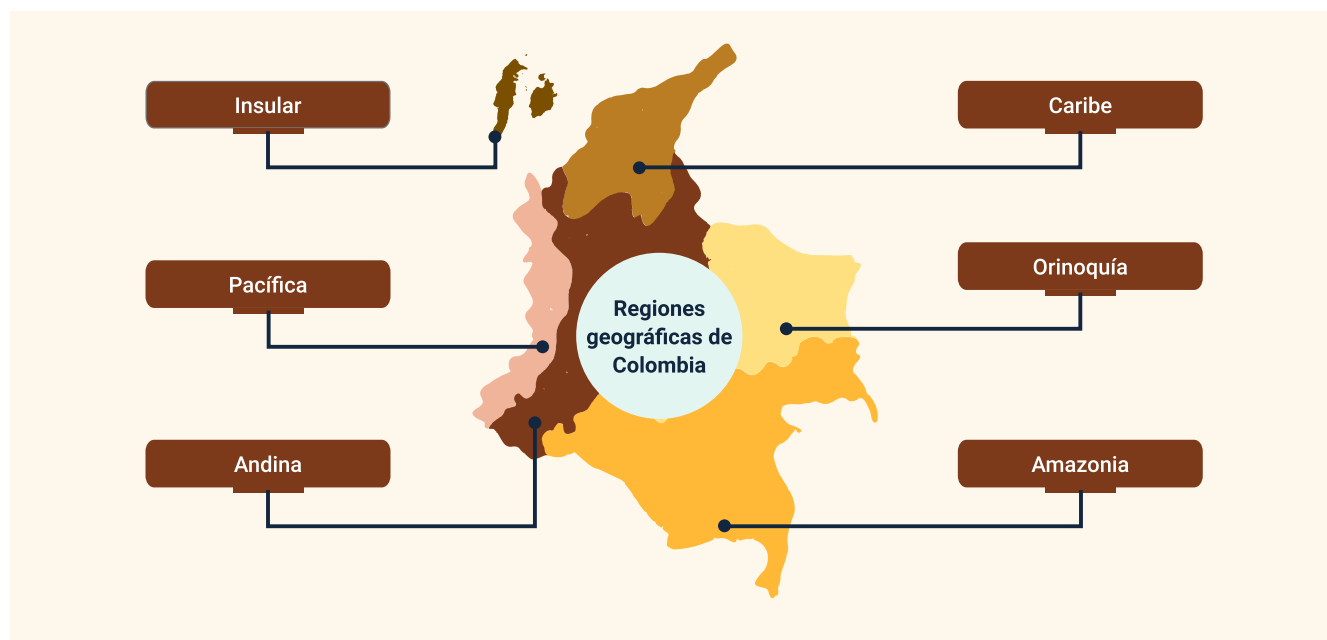 Insular
Caribe
Pacífica
Orinoquía
Regiones
geográficas de
Colombia
Andina
Amazonia